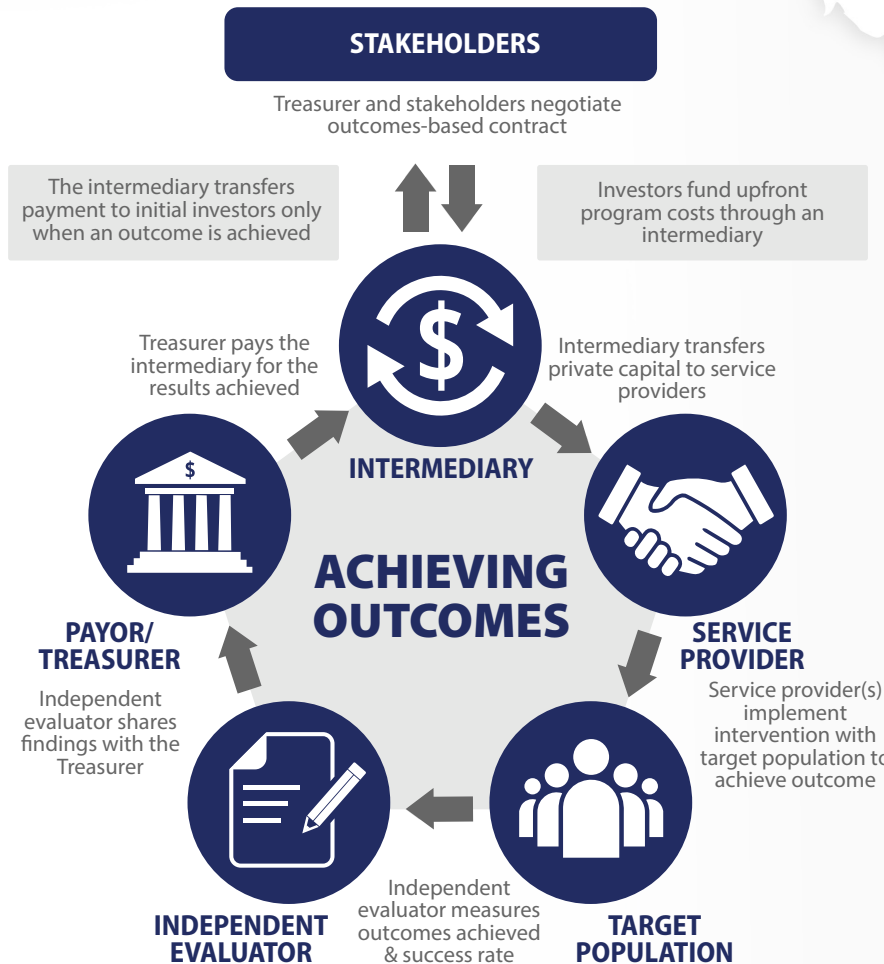 STAKEHOLDERS
Treasurer and stakeholders negotiate
outcomes-based contract
The intermediary transfers
payment to initial investors only
when an outcome is achieved
Investors fund upfront
program costs through an
intermediary
Treasurer pays the
intermediary for the
results achieved
$
Intermediary transfers
private capital to service
providers
INTERMEDIARY
$
ACHIEVING
OUTCOMES
PAYOR/
TREASURER
SERVICE
PROVIDER
Independent
evaluator shares
findings with the
Treasurer
Service provider(s)
implement
intervention with
target population to
achieve outcome
Independent
evaluator measures
outcomes achieved
& success rate
INDEPENDENT
EVALUATOR
TARGET
POPULATION